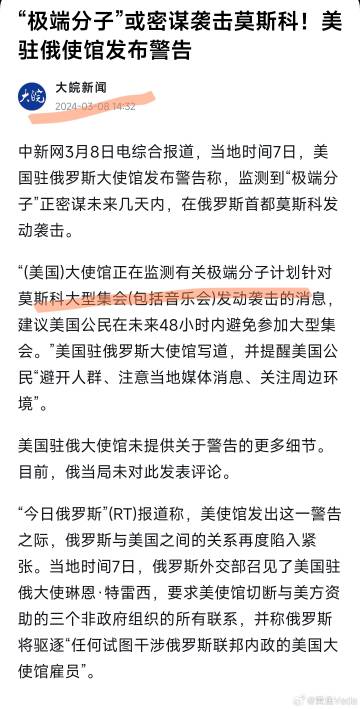 “极端分子”或密谋袭击莫斯科！美
驻俄使馆发布警告
大皖
大皖新闻
2024-03-08 14:32
中新网3月8日电综合报道，当地时间7日，美
国驻俄罗斯大使馆发布警告称，监测到“极端分
子”正密谋未来几天内，在俄罗斯首都莫斯科发
动袭击。
“(美国)大使馆正在监测有关极端分子计划针对
莫斯科大型集会(包括音乐会)发动袭击的消息，
建议美国公民在未来48小时内避免参加大型集
会。”美国驻俄罗斯大使馆写道，并提醒美国公
民“避开人群、注意当地媒体消息、关注周边环
境”。
美国驻俄大使馆未提供关于警告的更多细节。
目前，俄当局未对此发表评论。
“今日俄罗斯”(RT)报道称，美使馆发出这一警告
之际，俄罗斯与美国之间的关系再度陷入紧
张。当地时间7日，俄罗斯外交部召见了美国驻
俄大使琳恩·特雷西，要求美使馆切断与美方资
助的三个非政府组织的所有联系，并称俄罗斯
将驱逐“任何试图干涉俄罗斯联邦内政的美国大
使馆雇员”。